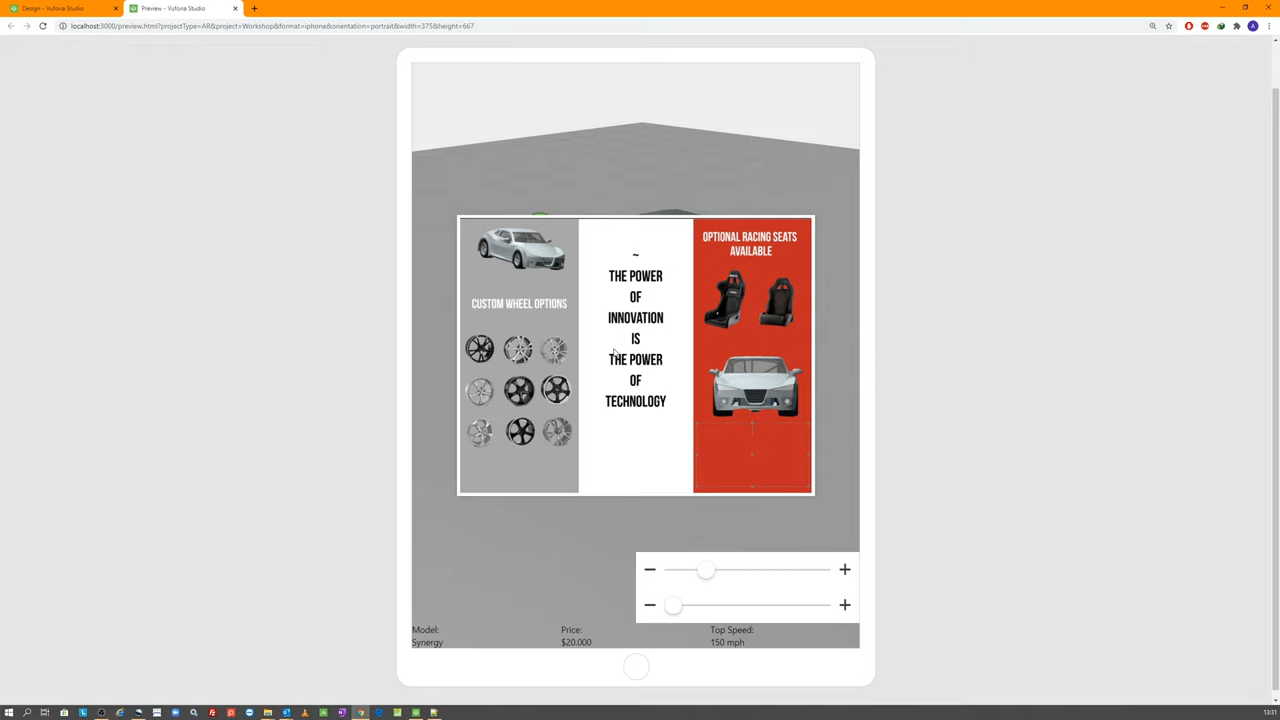 Design - Vuforia Studio
Preview - Vuforia Studio
localhost:3000/preview.html?projectType=AR&project=Workshop&format=iphone&orientation=portrait&width=375&height=667
OPTIONAL RACING SEATS
AVAILABLE
~
THE POWER
OF
INNOVATION
IS
THE POWER
OF
TECHNOLOGY
CUSTOM WHEEL OPTIONS
Model:
Synergy
Price:
$20.000
Top Speed:
150 mph
13:31